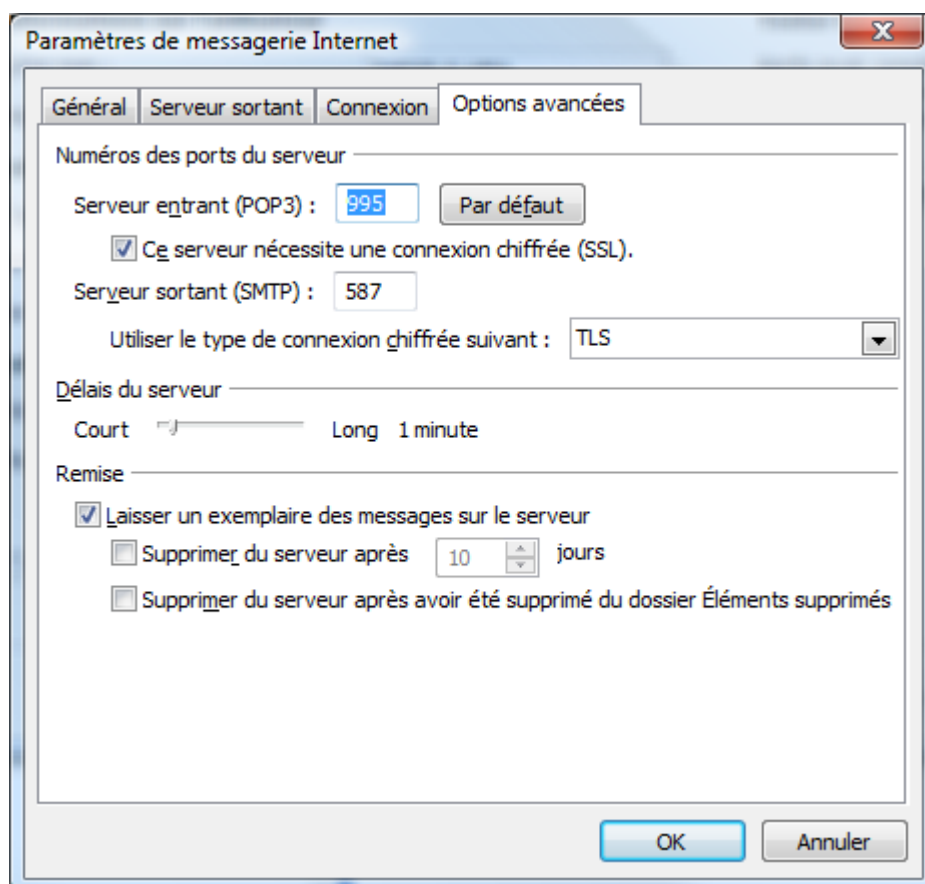 Paramètres de messagerie Internet
Général Serveur sortant Connexion Options avancées
Numéros des ports du serveur
Serveur entrant (POP3) : 995 Par défaut
Ce serveur nécessite une connexion chiffrée (SSL).
Serveur sortant (SMTP) : 587
Utiliser le type de connexion chiffrée suivant : TLS
Délais du serveur
Court Long 1 minute
Remise
Laisser un exemplaire des messages sur le serveur
Supprimer du serveur après 10 jours
Supprimer du serveur après avoir été supprimé du dossier Éléments supprimés
OK Annuler